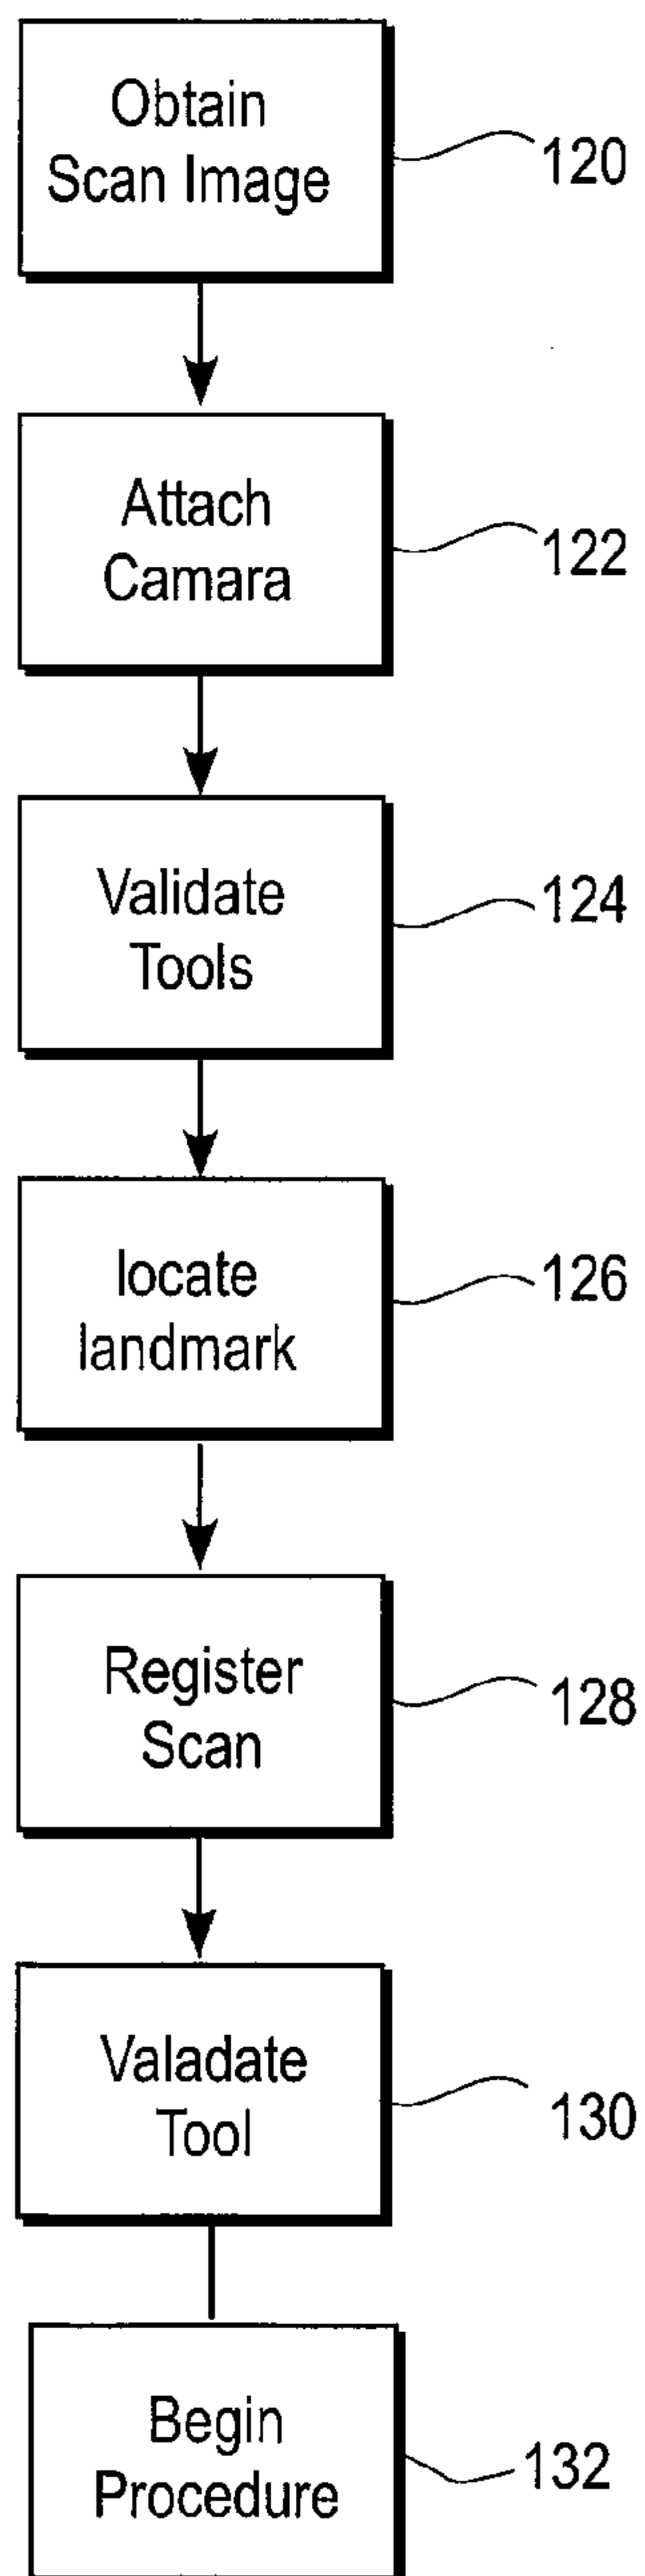 Obtain
Scan Image
120
Attach
Camara
122
Validate
Tools
124
locate
landmark
126
Register
Scan
128
Valadate
Tool
130
Begin
Procedure
132